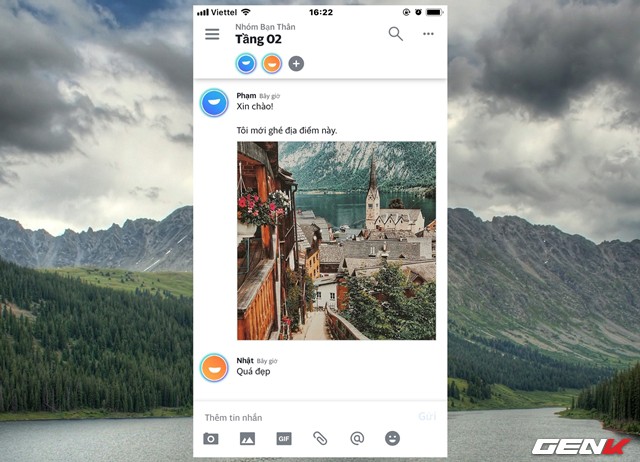 Viettel
16:22
Nhóm Bạn Thân
Tầng 02
Phạm Bây giờ
Xin chào!
Tôi mới ghé địa điểm này.
Nhật Bây giờ
Quá đẹp
Thêm tin nhắn
Gửi
GIF
GENK